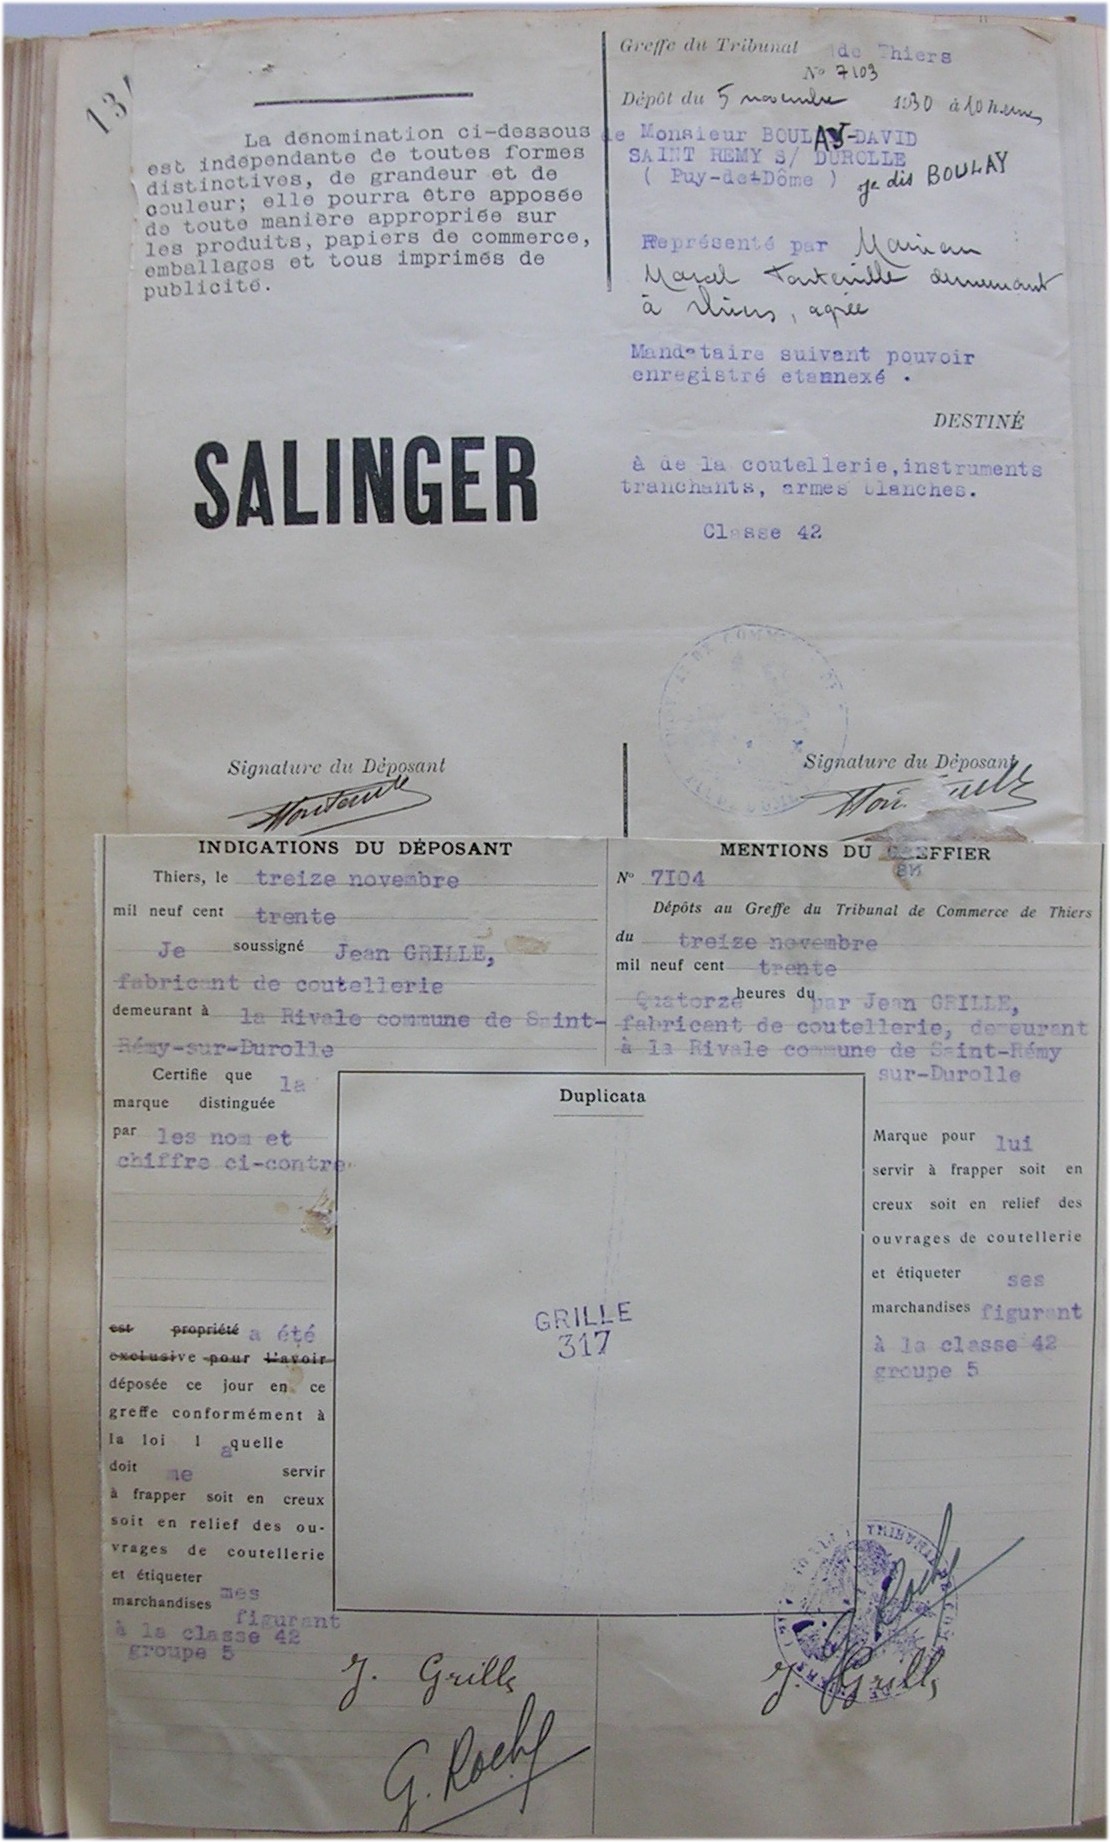 131
La dénomination ci-dessous
est indépendante de toutes formes
distinctives, de grandeur et de
couleur; elle pourra être apposée
de toute manière appropriée sur
les produits, papiers de commerce,
emballages et tous imprimés de
publicité.
SALINGER
Signature du Déposant
Greffe du Tribunal de Thiers
N° 7103
Dépôt du 5 novembre 1930 à 10 heures
de Monsieur BOULAY-DAVID
SAINT REMY S/ DUROLLE
( Puy-de-Dôme ) je dis BOULAY
Représenté par
Marcel Fonteneille demeurant
à Thiers, agréé
Mandataire suivant pouvoir
enregistré et annexé .
DESTINÉ
à de la coutellerie, instruments
tranchants, armes blanches.
Classe 42
Signature du Déposant
INDICATIONS DU DÉPOSANT
Thiers, le treize novembre
mil neuf cent trente
Je soussigné Jean GRILLE,
fabricant de coutellerie
demeurant à la Rivale commune de Saint-
Rémy-sur-Durolle
Certifie que la
marque distinguée
par les nom et
chiffre ci-contre
est propriété a été
exclusive pour l'avoir
déposée ce jour en ce
greffe conformément à
la loi laquelle
doit me servir
à frapper soit en creux
soit en relief des ou-
vrages de coutellerie
et étiqueter
marchandises mes
figurant
à la classe 42
groupe 5
Duplicata
GRILLE
317
MENTIONS DU GREFFIER
N° 7I04
Dépôts au Greffe du Tribunal de Commerce de Thiers
du treize novembre
mil neuf cent trente
Quatorze heures du par Jean GRILLE,
fabricant de coutellerie, demeurant
à la Rivale commune de Saint-Rémy
sur-Durolle
Marque pour lui
servir à frapper soit en
creux soit en relief des
ouvrages de coutellerie
et étiqueter ses
marchandises figurant
à la classe 42
groupe 5
J. Grille
G. Roche
J. Grille
G. Roche